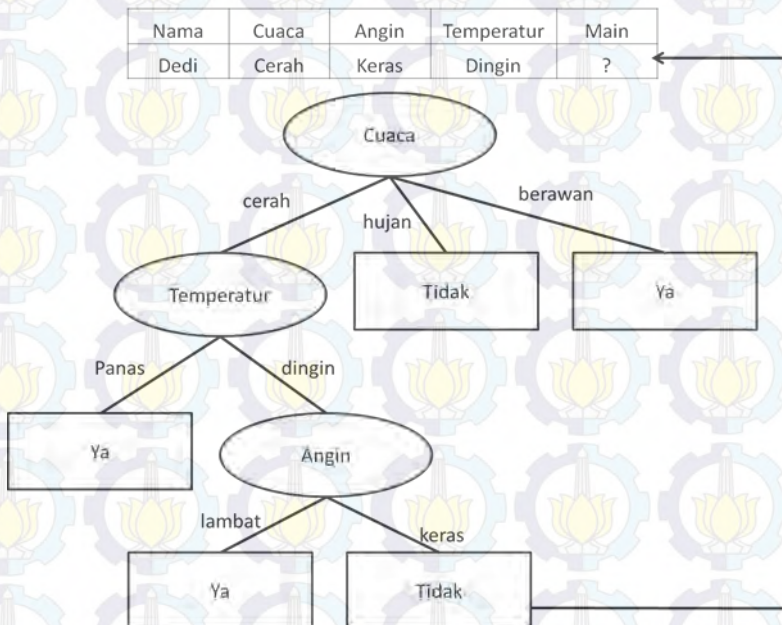 Nama Cuaca Angin Temperatur Main
Dedi Cerah Keras Dingin ?
Cuaca
cerah
hujan
berawan
Temperatur
Tidak
Ya
Panas
dingin
Ya
Angin
lambat
keras
Ya
Tidak